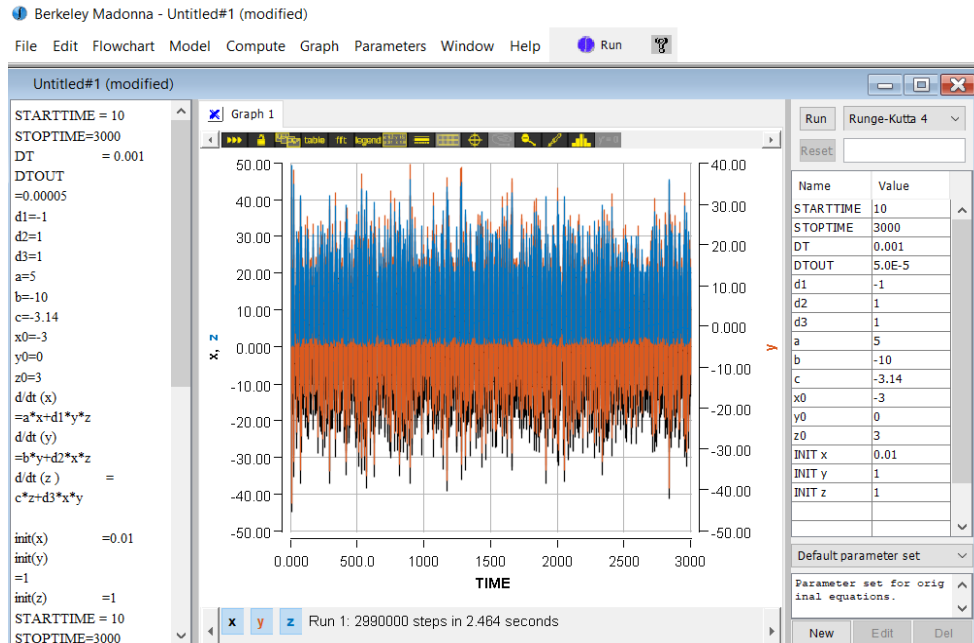 Berkeley Madonna - Untitled#1 (modified)
File Edit Flowchart Model Compute Graph Parameters Window Help Run
Untitled#1 (modified)
STARTTIME = 10
STOPTIME=3000
DT = 0.001
DTOUT
=0.00005
d1=-1
d2=1
d3=1
a=5
b=-10
c=-3.14
x0=-3
y0=0
z0=3
d/dt (x)
=a*x+d1*y*z
d/dt (y)
=b*y+d2*x*z
d/dt (z ) =
c*z+d3*x*y
init(x) =0.01
init(y)
=1
init(z) =1
STARTTIME = 10
STOPTIME=3000
Graph 1
table fft legend
50.00
40.00
30.00
20.00
10.00
0.000
-10.00
-20.00
-30.00
-40.00
-50.00
x, z
40.00
30.00
20.00
10.00
0.000
-10.00
-20.00
-30.00
-40.00
-50.00
y
0.000 500.0 1000 1500 2000 2500 3000
TIME
x y z Run 1: 2990000 steps in 2.464 seconds
Run Runge-Kutta 4
Reset
Name Value
STARTTIME 10
STOPTIME 3000
DT 0.001
DTOUT 5.0E-5
d1 -1
d2 1
d3 1
a 5
b -10
c -3.14
x0 -3
y0 0
z0 3
INIT x 0.01
INIT y 1
INIT z 1
Default parameter set
Parameter set for orig
inal equations.
New Edit Del